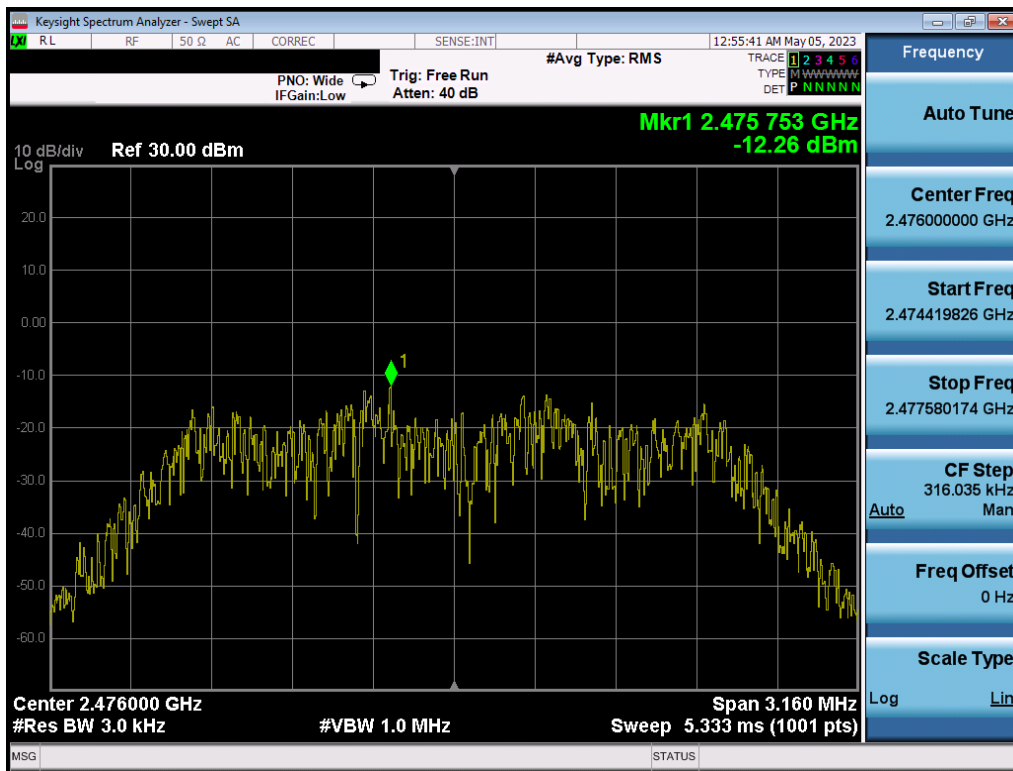 Keysight Spectrum Analyzer - Swept SA
LXI RL RF 50 Ω AC CORREC SENSE:INT 12:55:41 AM May 05, 2023
PNO: Wide
IFGain:Low
Trig: Free Run
Atten: 40 dB
#Avg Type: RMS
TRACE 1 2 3 4 5 6
TYPE M WWWWW
DET P N N N N N
Mkr1 2.475 753 GHz
-12.26 dBm
10 dB/div
Log
Ref 30.00 dBm
20.0
10.0
0.00
-10.0
-20.0
-30.0
-40.0
-50.0
-60.0
1
Center 2.476000 GHz
Span 3.160 MHz
#Res BW 3.0 kHz
#VBW 1.0 MHz
Sweep 5.333 ms (1001 pts)
MSG
STATUS
Frequency
Auto Tune
Center Freq
2.476000000 GHz
Start Freq
2.474419826 GHz
Stop Freq
2.477580174 GHz
CF Step
316.035 kHz
Auto Man
Freq Offset
0 Hz
Scale Type
Log Lin